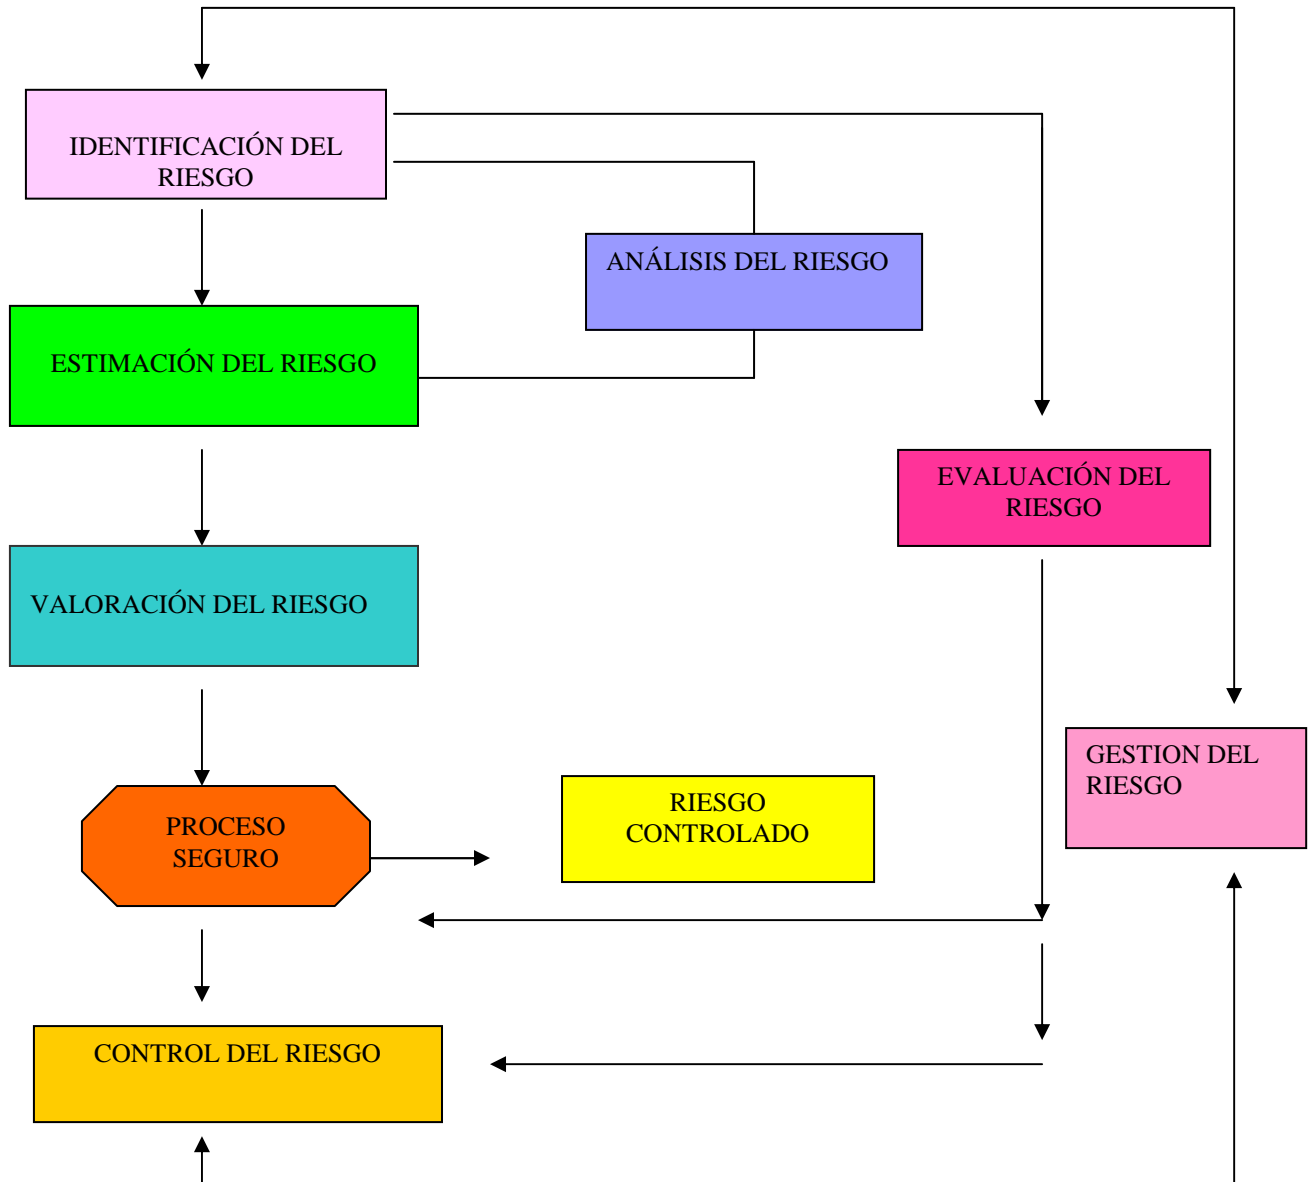 IDENTIFICACIÓN DEL
RIESGO
ANÁLISIS DEL RIESGO
ESTIMACIÓN DEL RIESGO
EVALUACIÓN DEL
RIESGO
VALORACIÓN DEL RIESGO
GESTION DEL
RIESGO
RIESGO
CONTROLADO
PROCESO
SEGURO
CONTROL DEL RIESGO